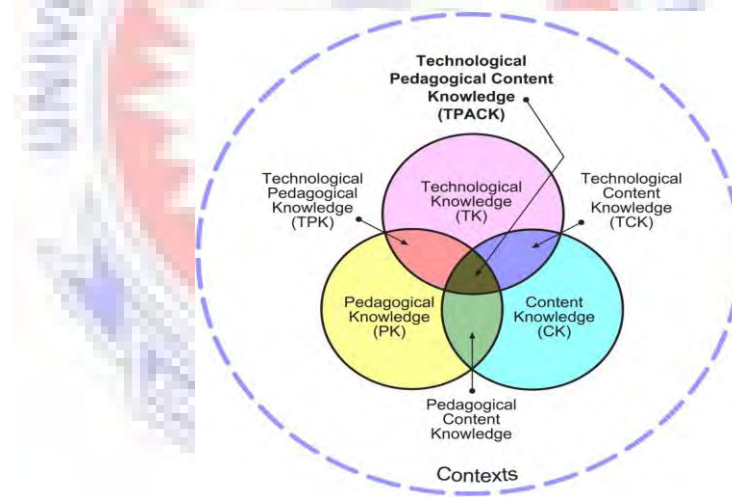 Technological
Pedagogical Content
Knowledge
(TPACK)
Technological
Pedagogical
Knowledge
(TPK)
Technological
Knowledge
(TK)
Technological
Content
Knowledge
(TCK)
Pedagogical
Knowledge
(PK)
Content
Knowledge
(CK)
Pedagogical
Content
Knowledge
Contexts